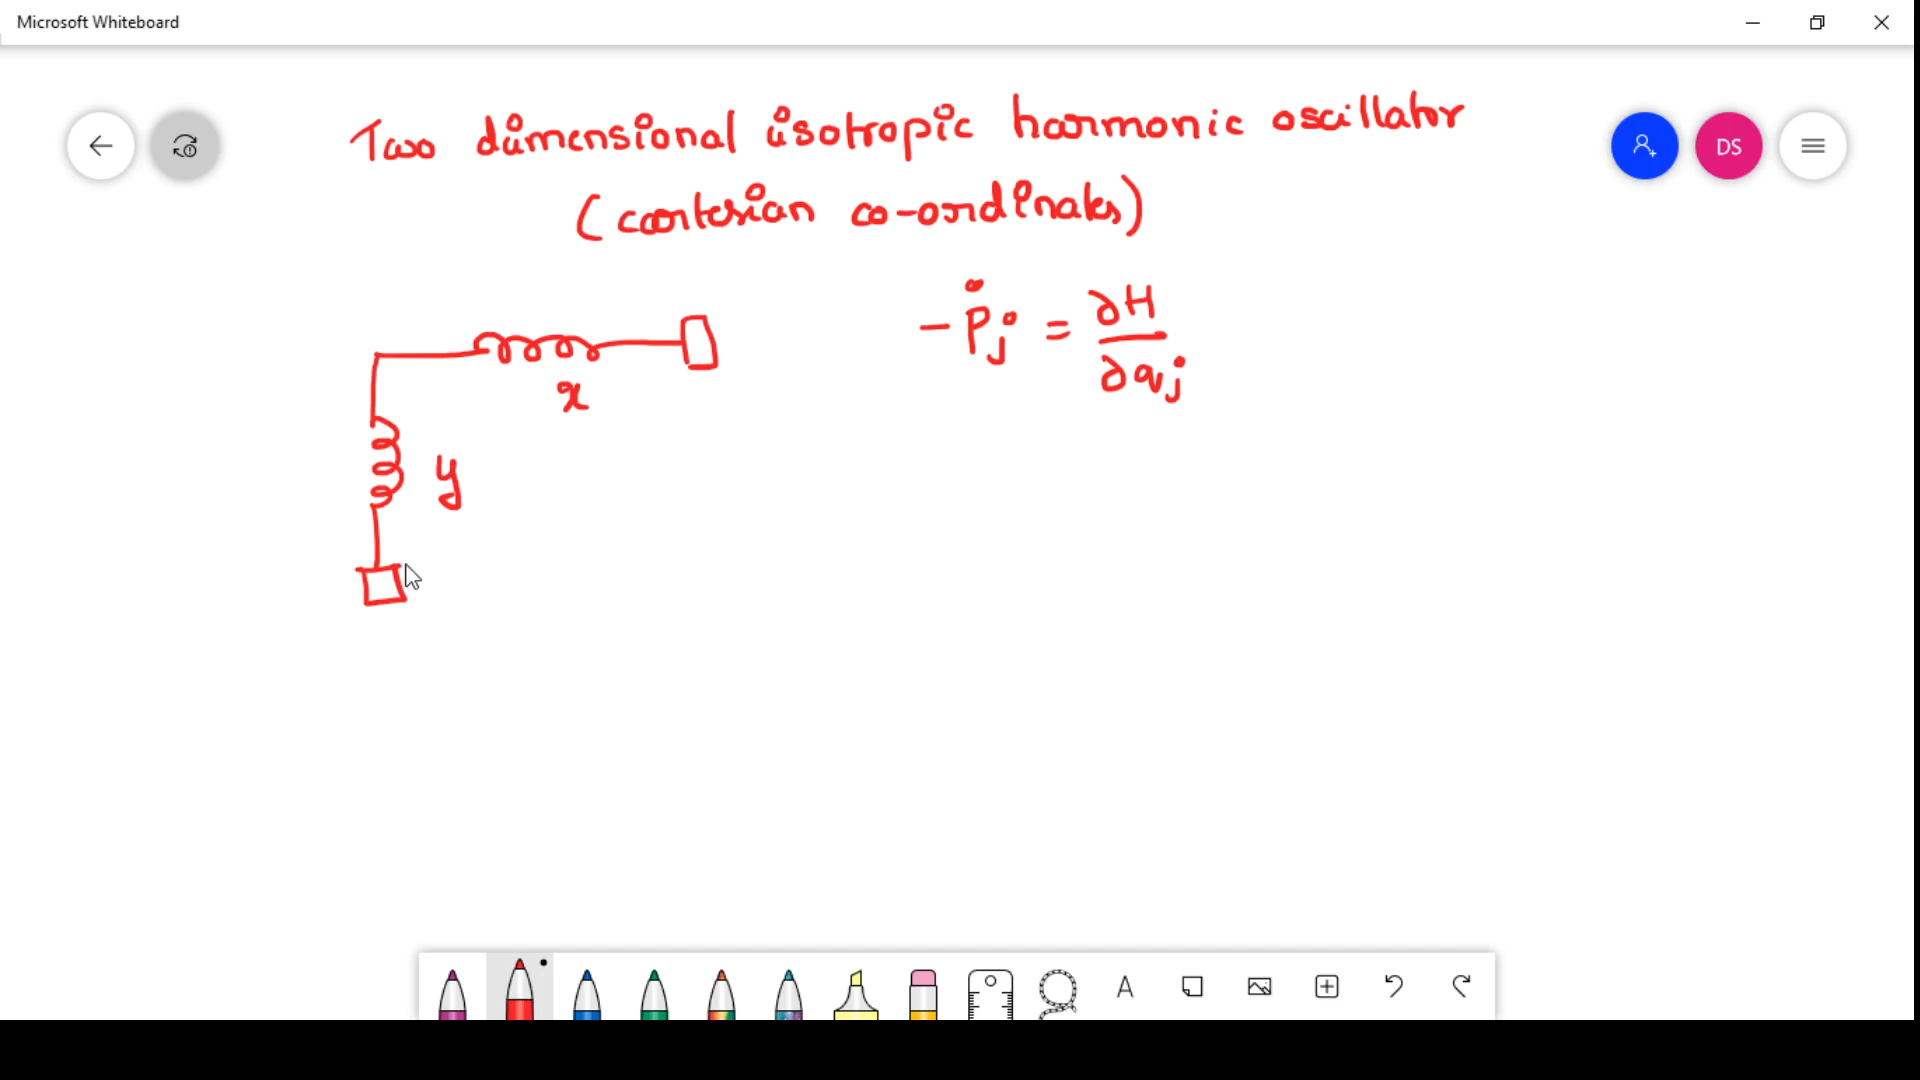 Microsoft Whiteboard
Two dimensional isotropic harmonic oscillator
(cartesian co-ordinates)
DS
-Ṗj = ∂H/∂qj
x
y
A